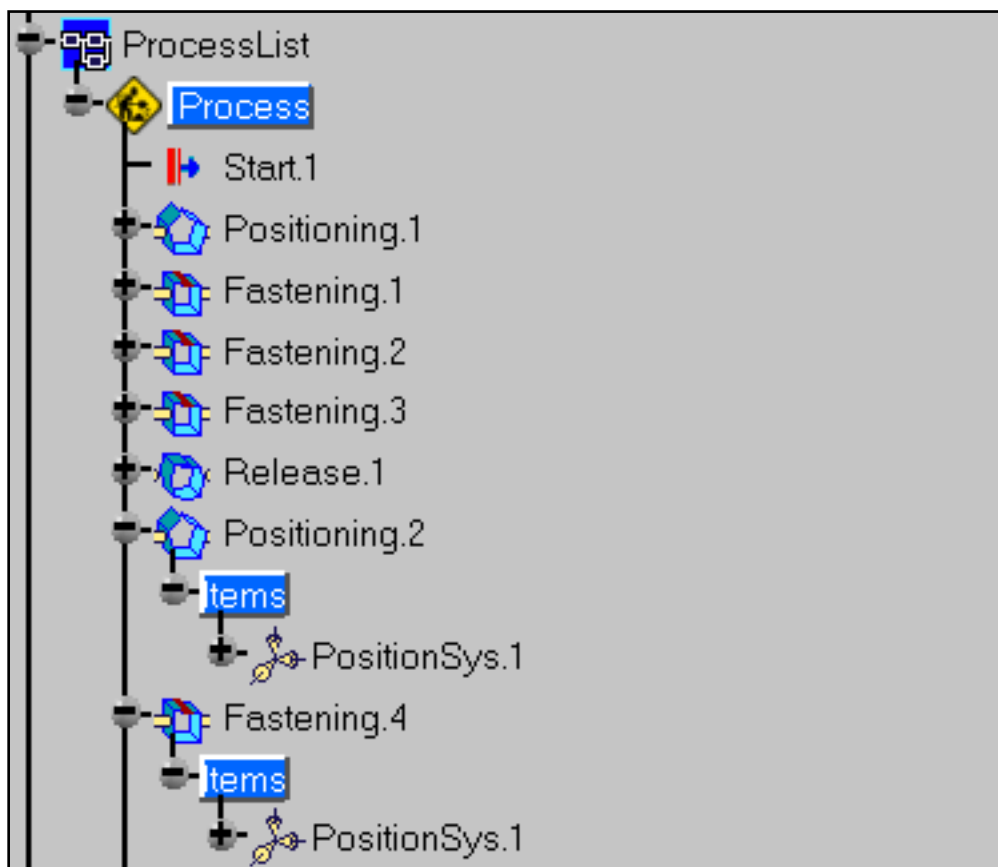 ProcessList
Process
Start.1
Positioning.1
Fastening.1
Fastening.2
Fastening.3
Release.1
Positioning.2
Items
PositionSys.1
Fastening.4
Items
PositionSys.1